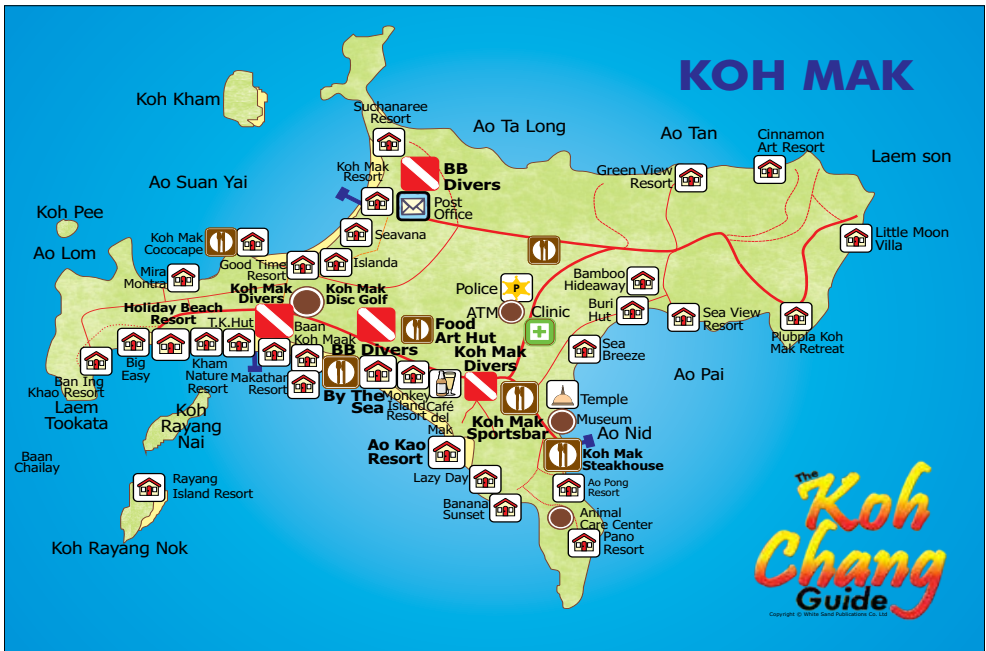 KOH MAK
Koh Kham
Suchanaree
Resort
Ao Ta Long
Ao Tan
Cinnamon
Art Resort
Laem son
Koh Mak
Resort
BB
Divers
Green View
Resort
Ao Suan Yai
Post
Office
Koh Pee
Koh Mak
Cococape
Seavana
Little Moon
Villa
Ao Lom
Good Time
Resort
Islanda
Mira
Montra
Bamboo
Hideaway
Police
P
Koh Mak
Divers
Koh Mak
Disc Golf
Holiday Beach
Resort
ATM
Clinic
Buri
Hut
Sea View
Resort
T.K.Hut
Baan
Koh Maak
Food
Art Hut
Plubpla Koh
Mak Retreat
BB Divers
Koh Mak
Divers
Sea
Breeze
Big
Easy
Kham
Nature
Resort
Makathanee
Resort
Ao Pai
Ban Ing
Khao Resort
By The
Sea
Monkey
Island
Resort
Café
del
Mak
Temple
Laem
Tookata
Koh
Rayang
Nai
Koh Mak
Sportsbar
Museum
Ao Nid
Ao Kao
Resort
Koh Mak
Steakhouse
Baan
Chailay
Lazy Day
Rayang
Island Resort
Ao Pong
Resort
Banana
Sunset
Animal
Care Center
Pano
Resort
Koh Rayang Nok
The
Koh
Chang
Guide
Copyright © White Sand Publications Co. Ltd